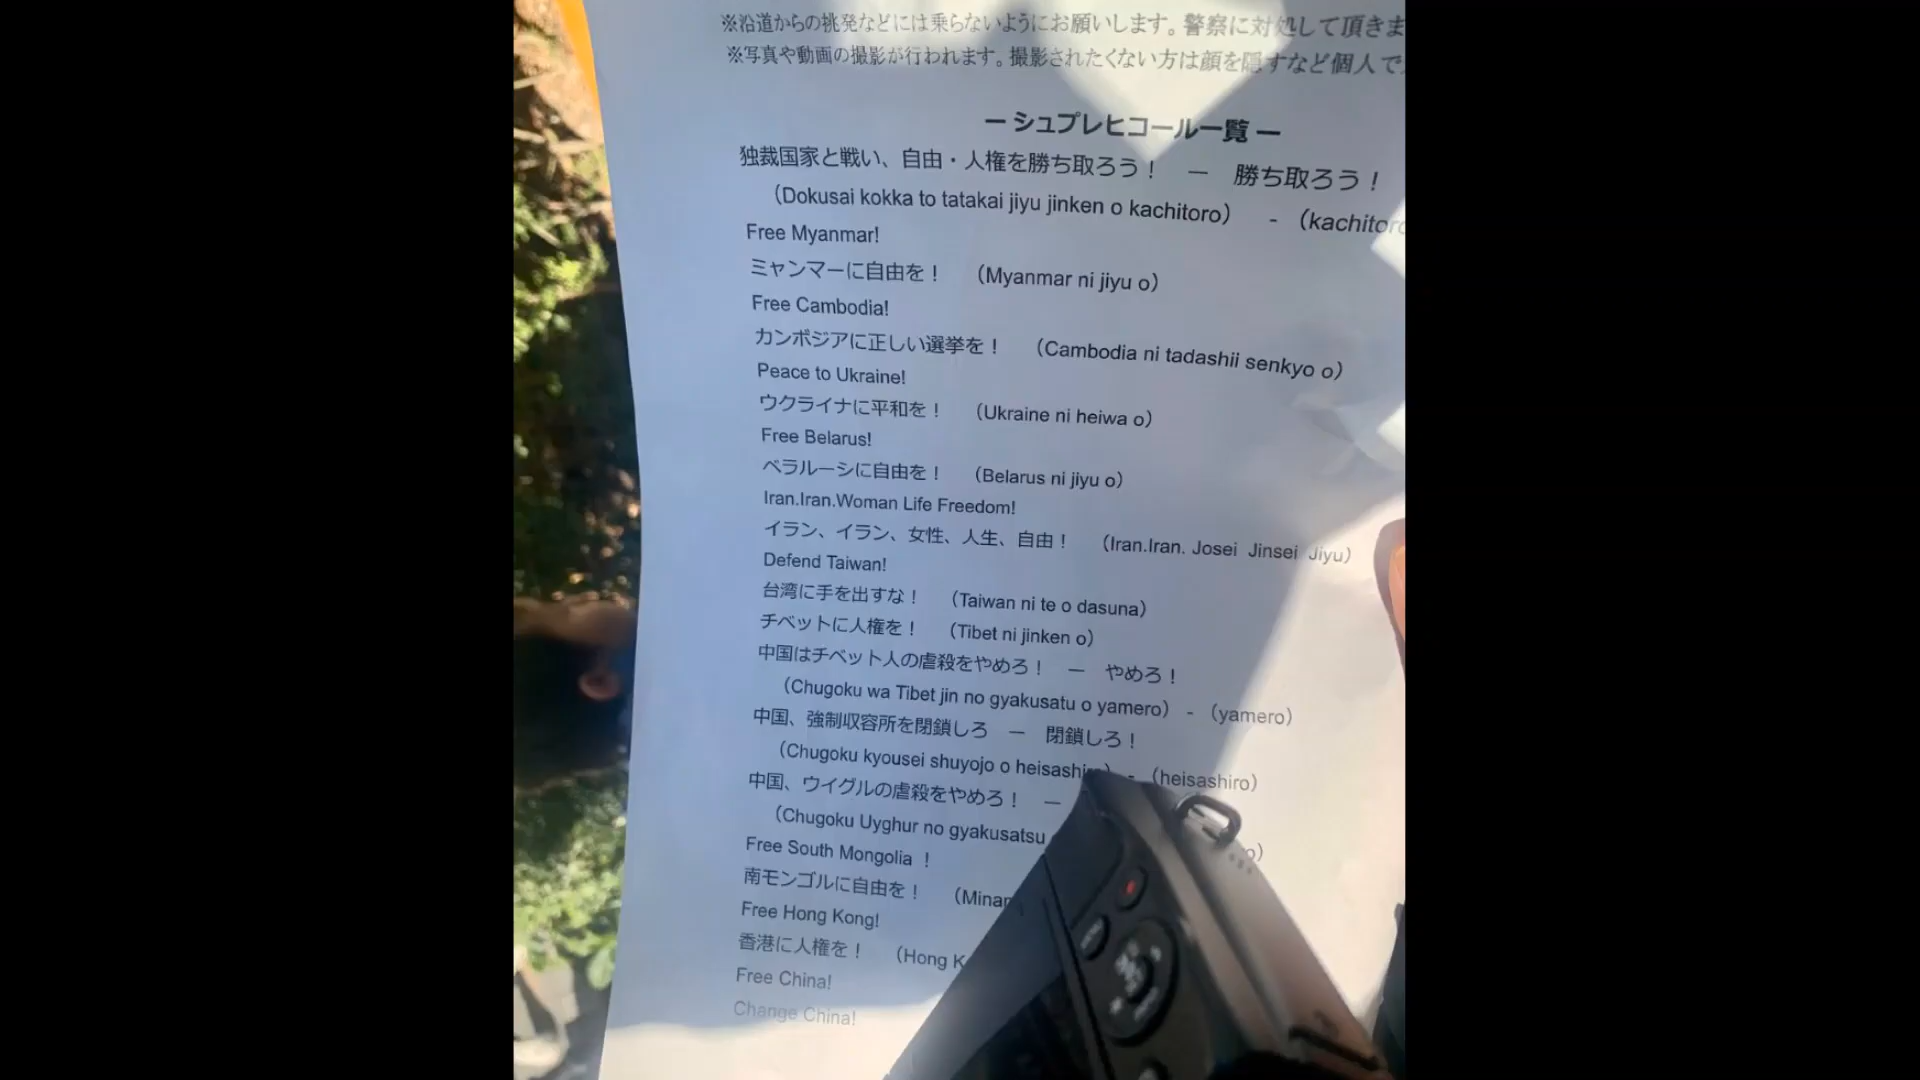 ※沿道からの挑発などには乗らないようにお願いします。警察に対処して頂きま
※写真や動画の撮影が行われます。撮影されたくない方は顔を隠すなど個人で
ー シュプレヒコール一覧 ー
独裁国家と戦い、自由・人権を勝ち取ろう！ ー 勝ち取ろう！
（Dokusai kokka to tatakai jiyu jinken o kachitoro） - （kachitoro
Free Myanmar!
ミャンマーに自由を！ （Myanmar ni jiyu o）
Free Cambodia!
カンボジアに正しい選挙を！ （Cambodia ni tadashii senkyo o）
Peace to Ukraine!
ウクライナに平和を！ （Ukraine ni heiwa o）
Free Belarus!
ベラルーシに自由を！ （Belarus ni jiyu o）
Iran.Iran.Woman Life Freedom!
イラン、イラン、女性、人生、自由！ （Iran.Iran. Josei Jinsei Jiyu）
Defend Taiwan!
台湾に手を出すな！ （Taiwan ni te o dasuna）
チベットに人権を！ （Tibet ni jinken o）
中国はチベット人の虐殺をやめろ！ ー やめろ！
（Chugoku wa Tibet jin no gyakusatu o yamero） - （yamero）
中国、強制収容所を閉鎖しろ ー 閉鎖しろ！
（Chugoku kyousei shuyojo o heisashiro） - （heisashiro）
中国、ウイグルの虐殺をやめろ！ ー
（Chugoku Uyghur no gyakusatsu
Free South Mongolia ！
南モンゴルに自由を！ （Minam
Free Hong Kong!
香港に人権を！ （Hong K
Free China!
Change China!